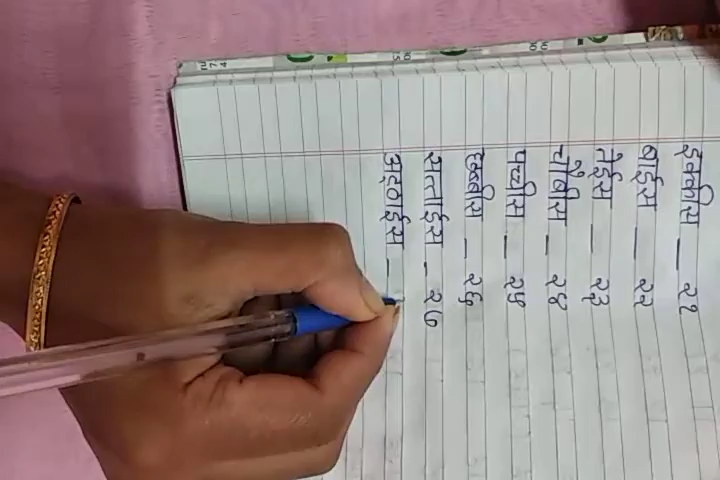 इक्कीस – २१
बाईस – २२
तेईस – २३
चौबीस – २४
पच्चीस – २५
छब्बीस – २६
सत्ताईस – २७
अट्ठाईस –